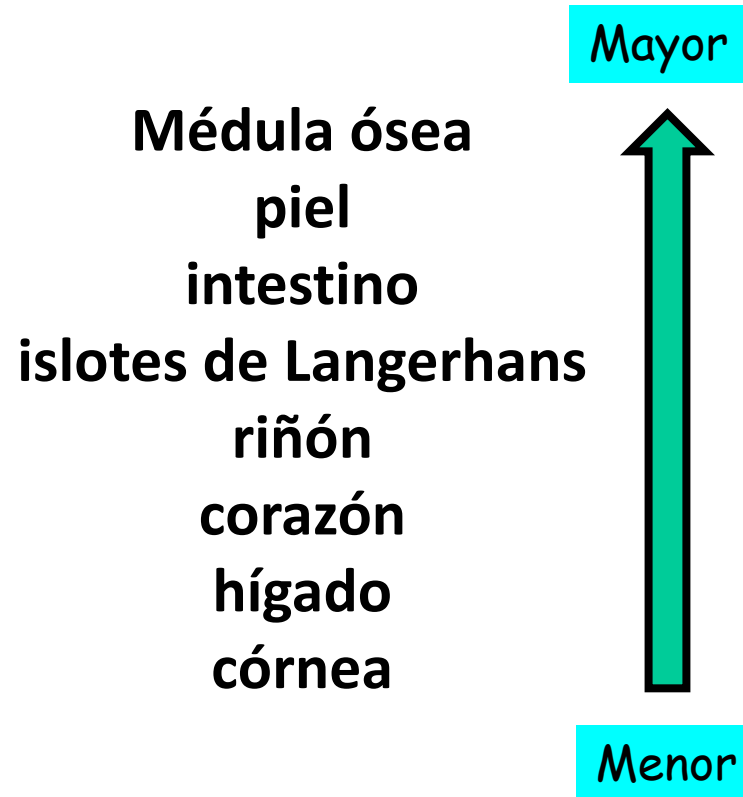 Mayor
Médula ósea
piel
intestino
islotes de Langerhans
riñón
corazón
hígado
córnea
Menor